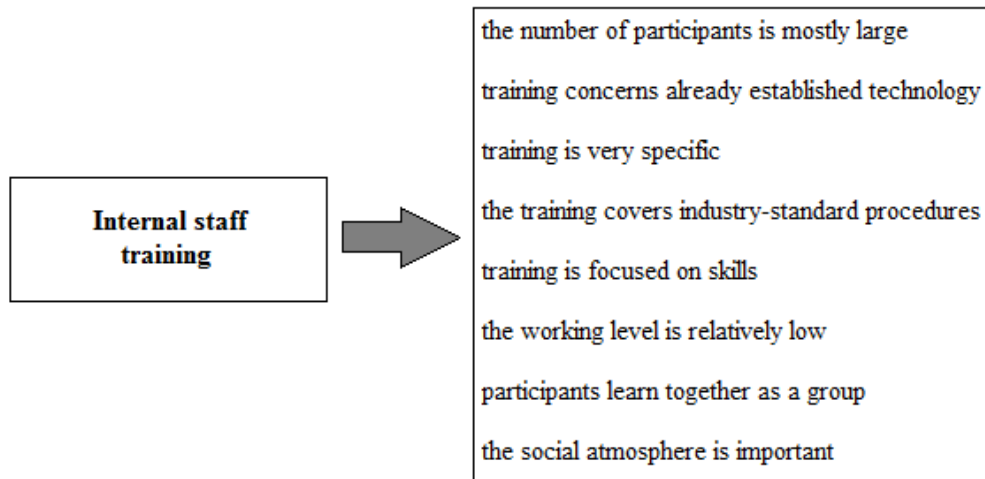 Internal staff
training
the number of participants is mostly large
training concerns already established technology
training is very specific
the training covers industry-standard procedures
training is focused on skills
the working level is relatively low
participants learn together as a group
the social atmosphere is important